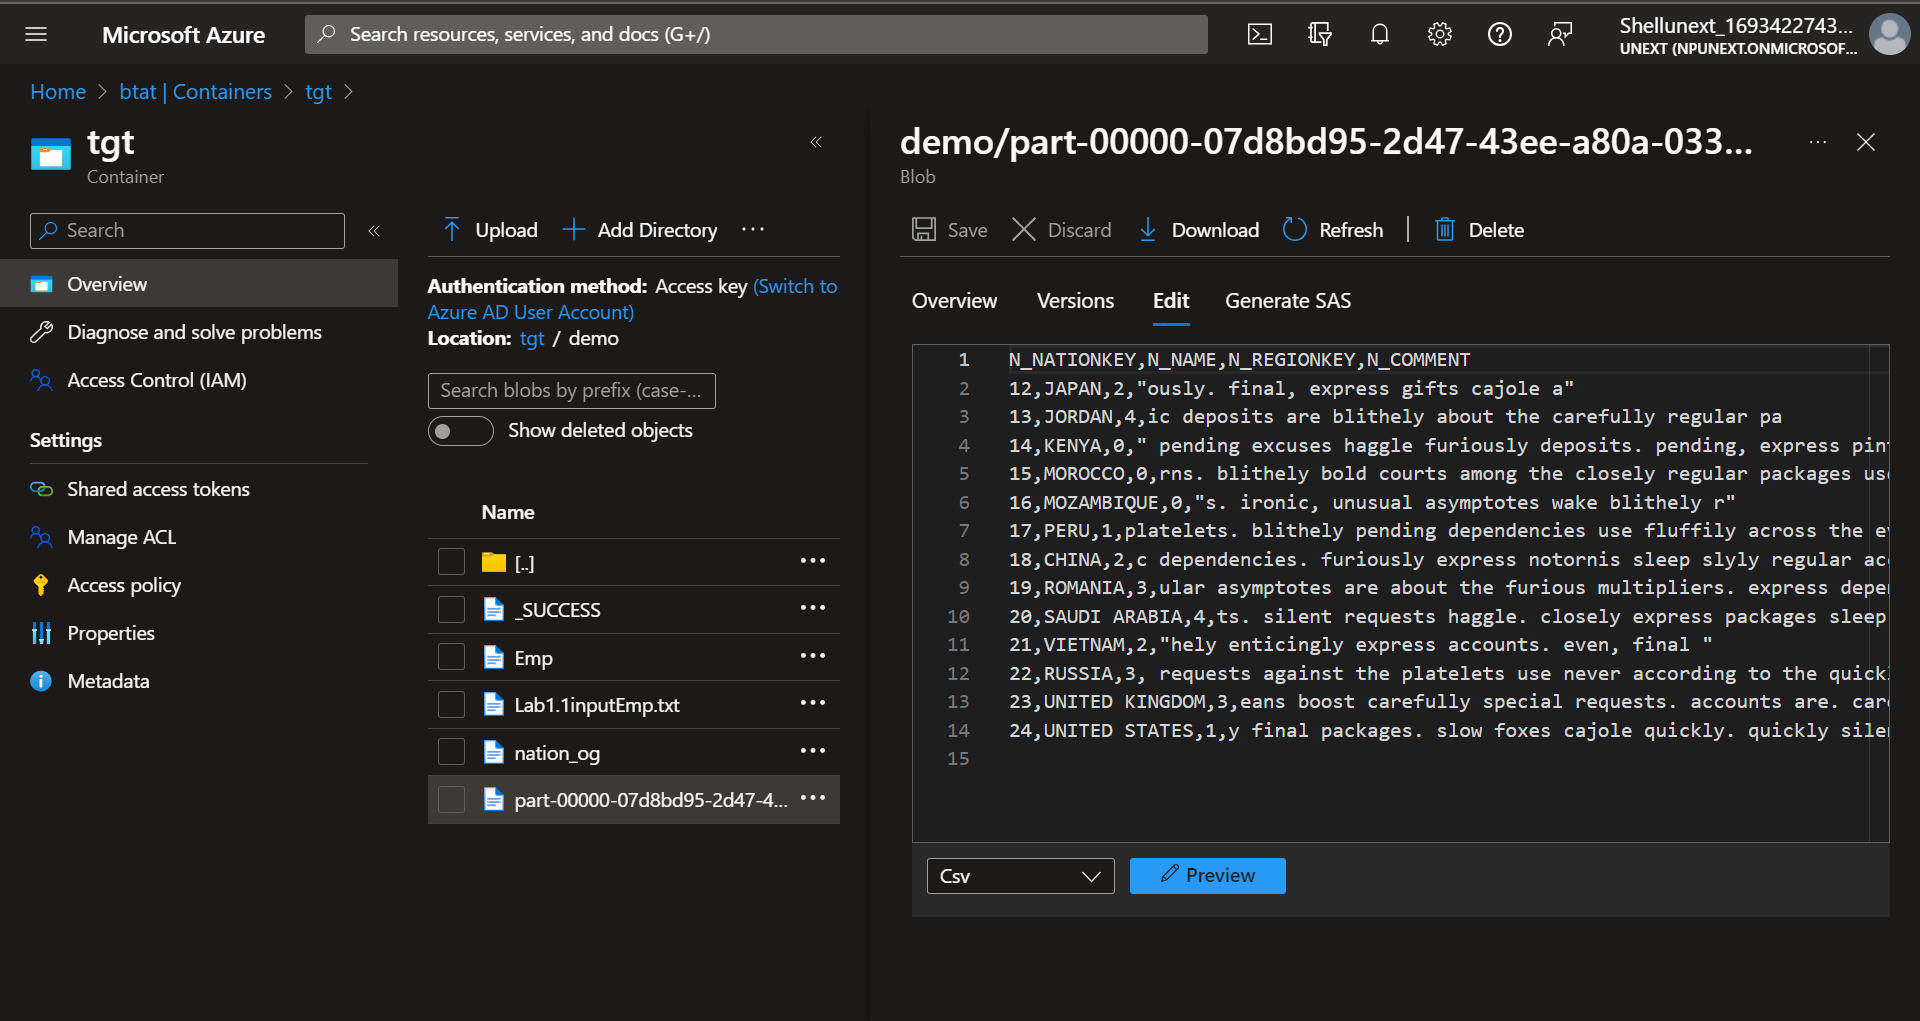 Microsoft Azure
Search resources, services, and docs (G+/)
Shellunext_1693422743...
UNEXT (NPUNEXT.ONMICROSOF...
Home > btat | Containers > tgt >
tgt
Container
Search
Overview
Diagnose and solve problems
Access Control (IAM)
Settings
Shared access tokens
Manage ACL
Access policy
Properties
Metadata
Upload
Add Directory
Authentication method: Access key (Switch to
Azure AD User Account)
Location: tgt / demo
Search blobs by prefix (case-...
Show deleted objects
Name
[..]
_SUCCESS
Emp
Lab1.1inputEmp.txt
nation_og
part-00000-07d8bd95-2d47-4...
demo/part-00000-07d8bd95-2d47-43ee-a80a-033...
Blob
Save
Discard
Download
Refresh
Delete
Overview
Versions
Edit
Generate SAS
1 N_NATIONKEY,N_NAME,N_REGIONKEY,N_COMMENT
2 12,JAPAN,2,"ously. final, express gifts cajole a"
3 13,JORDAN,4,ic deposits are blithely about the carefully regular pa
4 14,KENYA,0," pending excuses haggle furiously deposits. pending, express pin
5 15,MOROCCO,0,rns. blithely bold courts among the closely regular packages us
6 16,MOZAMBIQUE,0,"s. ironic, unusual asymptotes wake blithely r"
7 17,PERU,1,platelets. blithely pending dependencies use fluffily across the e
8 18,CHINA,2,c dependencies. furiously express notornis sleep slyly regular ac
9 19,ROMANIA,3,ular asymptotes are about the furious multipliers. express depe
10 20,SAUDI ARABIA,4,ts. silent requests haggle. closely express packages sleep
11 21,VIETNAM,2,"hely enticingly express accounts. even, final "
12 22,RUSSIA,3, requests against the platelets use never according to the quick
13 23,UNITED KINGDOM,3,eans boost carefully special requests. accounts are. car
14 24,UNITED STATES,1,y final packages. slow foxes cajole quickly. quickly sile
15
Csv
Preview